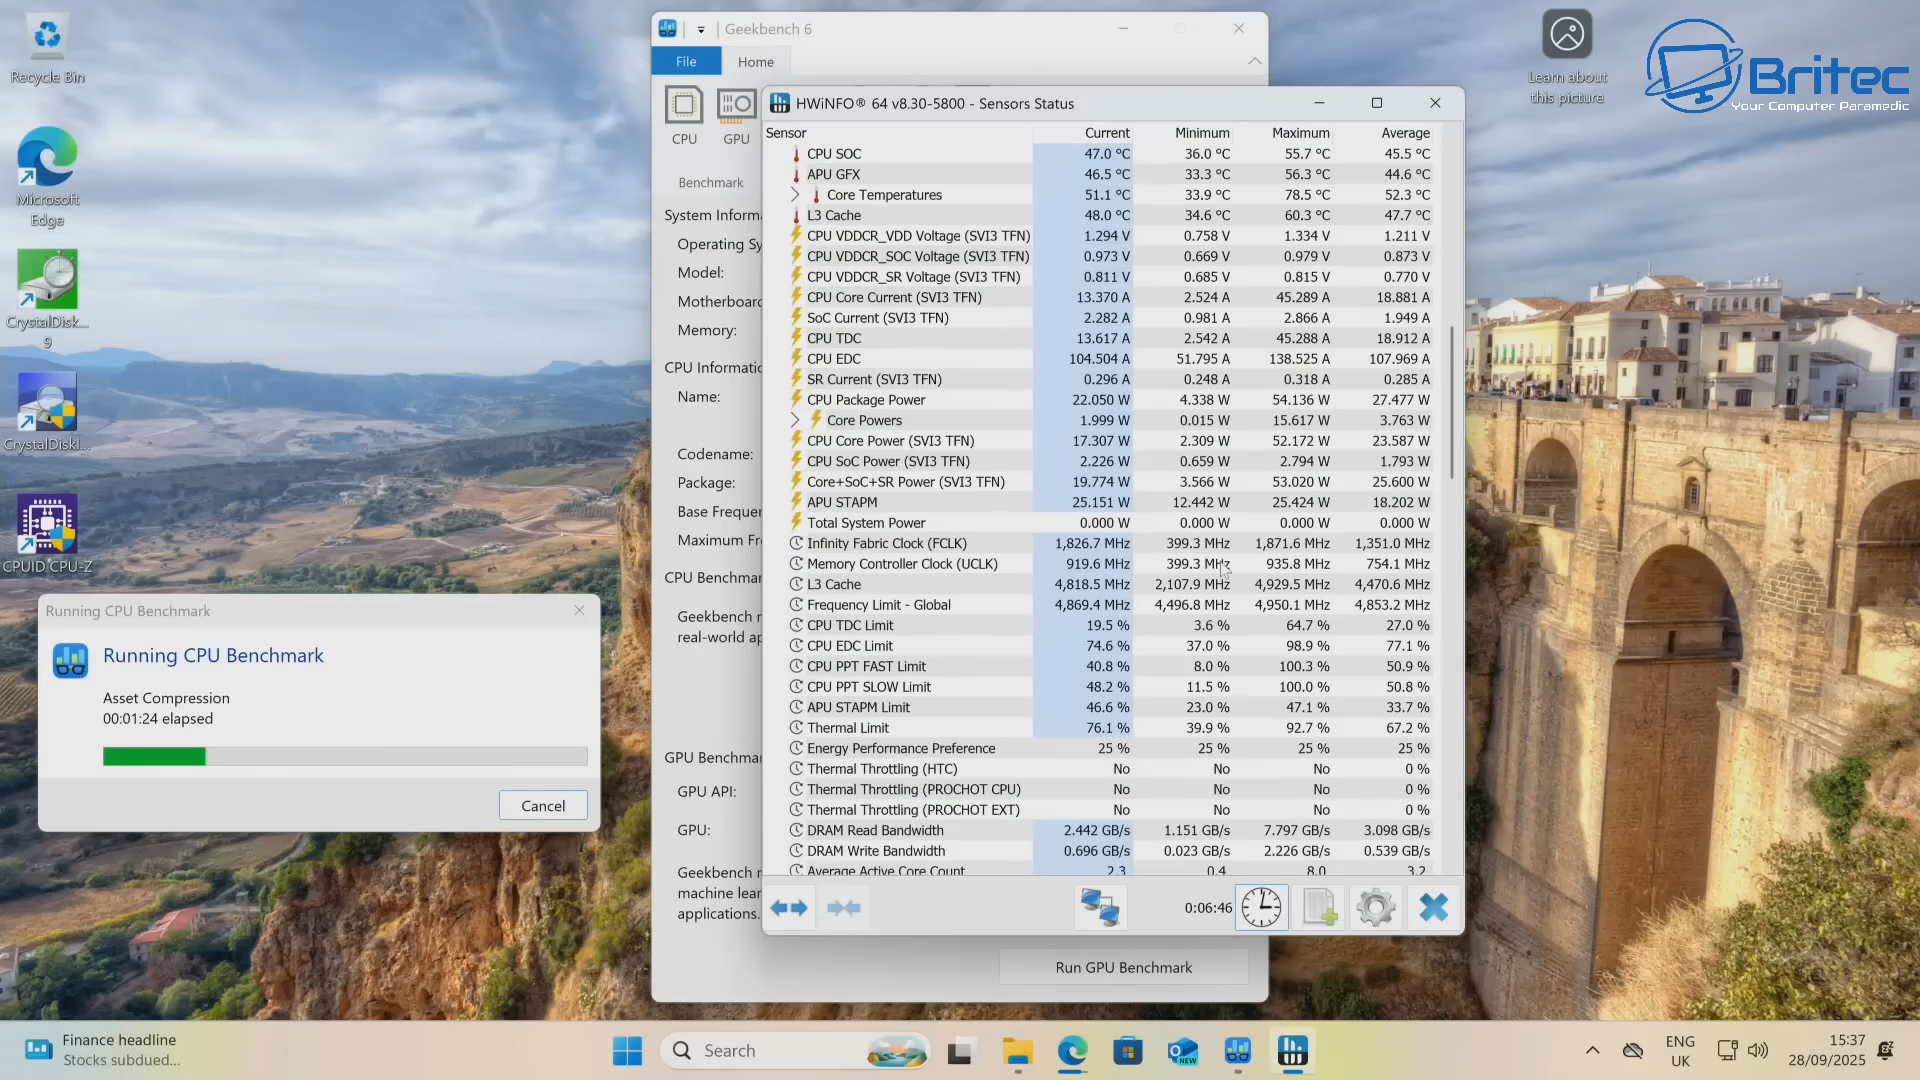 Recycle Bin
Microsoft
Edge
CrystalDisk...
9
CrystalDiskI...
CPUID CPU-Z
Learn about
this picture
Britec
Your Computer Paramedic
Geekbench 6
File
Home
CPU
GPU
Benchmark
System Informa
Operating Sy
Model:
Motherboard
Memory:
CPU Informatio
Name:
Codename:
Package:
Base Frequen
Maximum Fr
CPU Benchmar
Geekbench r
real-world ap
GPU Benchma
GPU API:
GPU:
Geekbench r
machine lear
applications.
Run GPU Benchmark
HWiNFO® 64 v8.30-5800 - Sensors Status
Sensor Current Minimum Maximum Average
CPU SOC 47.0 °C 36.0 °C 55.7 °C 45.5 °C
APU GFX 46.5 °C 33.3 °C 56.3 °C 44.6 °C
Core Temperatures 51.1 °C 33.9 °C 78.5 °C 52.3 °C
L3 Cache 48.0 °C 34.6 °C 60.3 °C 47.7 °C
CPU VDDCR_VDD Voltage (SVI3 TFN) 1.294 V 0.758 V 1.334 V 1.211 V
CPU VDDCR_SOC Voltage (SVI3 TFN) 0.973 V 0.669 V 0.979 V 0.873 V
CPU VDDCR_SR Voltage (SVI3 TFN) 0.811 V 0.685 V 0.815 V 0.770 V
CPU Core Current (SVI3 TFN) 13.370 A 2.524 A 45.289 A 18.881 A
SoC Current (SVI3 TFN) 2.282 A 0.981 A 2.866 A 1.949 A
CPU TDC 13.617 A 2.542 A 45.288 A 18.912 A
CPU EDC 104.504 A 51.795 A 138.525 A 107.969 A
SR Current (SVI3 TFN) 0.296 A 0.248 A 0.318 A 0.285 A
CPU Package Power 22.050 W 4.338 W 54.136 W 27.477 W
Core Powers 1.999 W 0.015 W 15.617 W 3.763 W
CPU Core Power (SVI3 TFN) 17.307 W 2.309 W 52.172 W 23.587 W
CPU SoC Power (SVI3 TFN) 2.226 W 0.659 W 2.794 W 1.793 W
Core+SoC+SR Power (SVI3 TFN) 19.774 W 3.566 W 53.020 W 25.600 W
APU STAPM 25.151 W 12.442 W 25.424 W 18.202 W
Total System Power 0.000 W 0.000 W 0.000 W 0.000 W
Infinity Fabric Clock (FCLK) 1,826.7 MHz 399.3 MHz 1,871.6 MHz 1,351.0 MHz
Memory Controller Clock (UCLK) 919.6 MHz 399.3 MHz 935.8 MHz 754.1 MHz
L3 Cache 4,818.5 MHz 2,107.9 MHz 4,929.5 MHz 4,470.6 MHz
Frequency Limit - Global 4,869.4 MHz 4,496.8 MHz 4,950.1 MHz 4,853.2 MHz
CPU TDC Limit 19.5 % 3.6 % 64.7 % 27.0 %
CPU EDC Limit 74.6 % 37.0 % 98.9 % 77.1 %
CPU PPT FAST Limit 40.8 % 8.0 % 100.3 % 50.9 %
CPU PPT SLOW Limit 48.2 % 11.5 % 100.0 % 50.8 %
APU STAPM Limit 46.6 % 23.0 % 47.1 % 33.7 %
Thermal Limit 76.1 % 39.9 % 92.7 % 67.2 %
Energy Performance Preference 25 % 25 % 25 % 25 %
Thermal Throttling (HTC) No No No 0 %
Thermal Throttling (PROCHOT CPU) No No No 0 %
Thermal Throttling (PROCHOT EXT) No No No 0 %
DRAM Read Bandwidth 2.442 GB/s 1.151 GB/s 7.797 GB/s 3.098 GB/s
DRAM Write Bandwidth 0.696 GB/s 0.023 GB/s 2.226 GB/s 0.539 GB/s
Average Active Core Count 2.3 0.4 8.0 3.2
0:06:46
Running CPU Benchmark
Running CPU Benchmark
Asset Compression
00:01:24 elapsed
Cancel
Finance headline
Stocks subdued...
Search
NEW
ENG
UK
15:37
28/09/2025